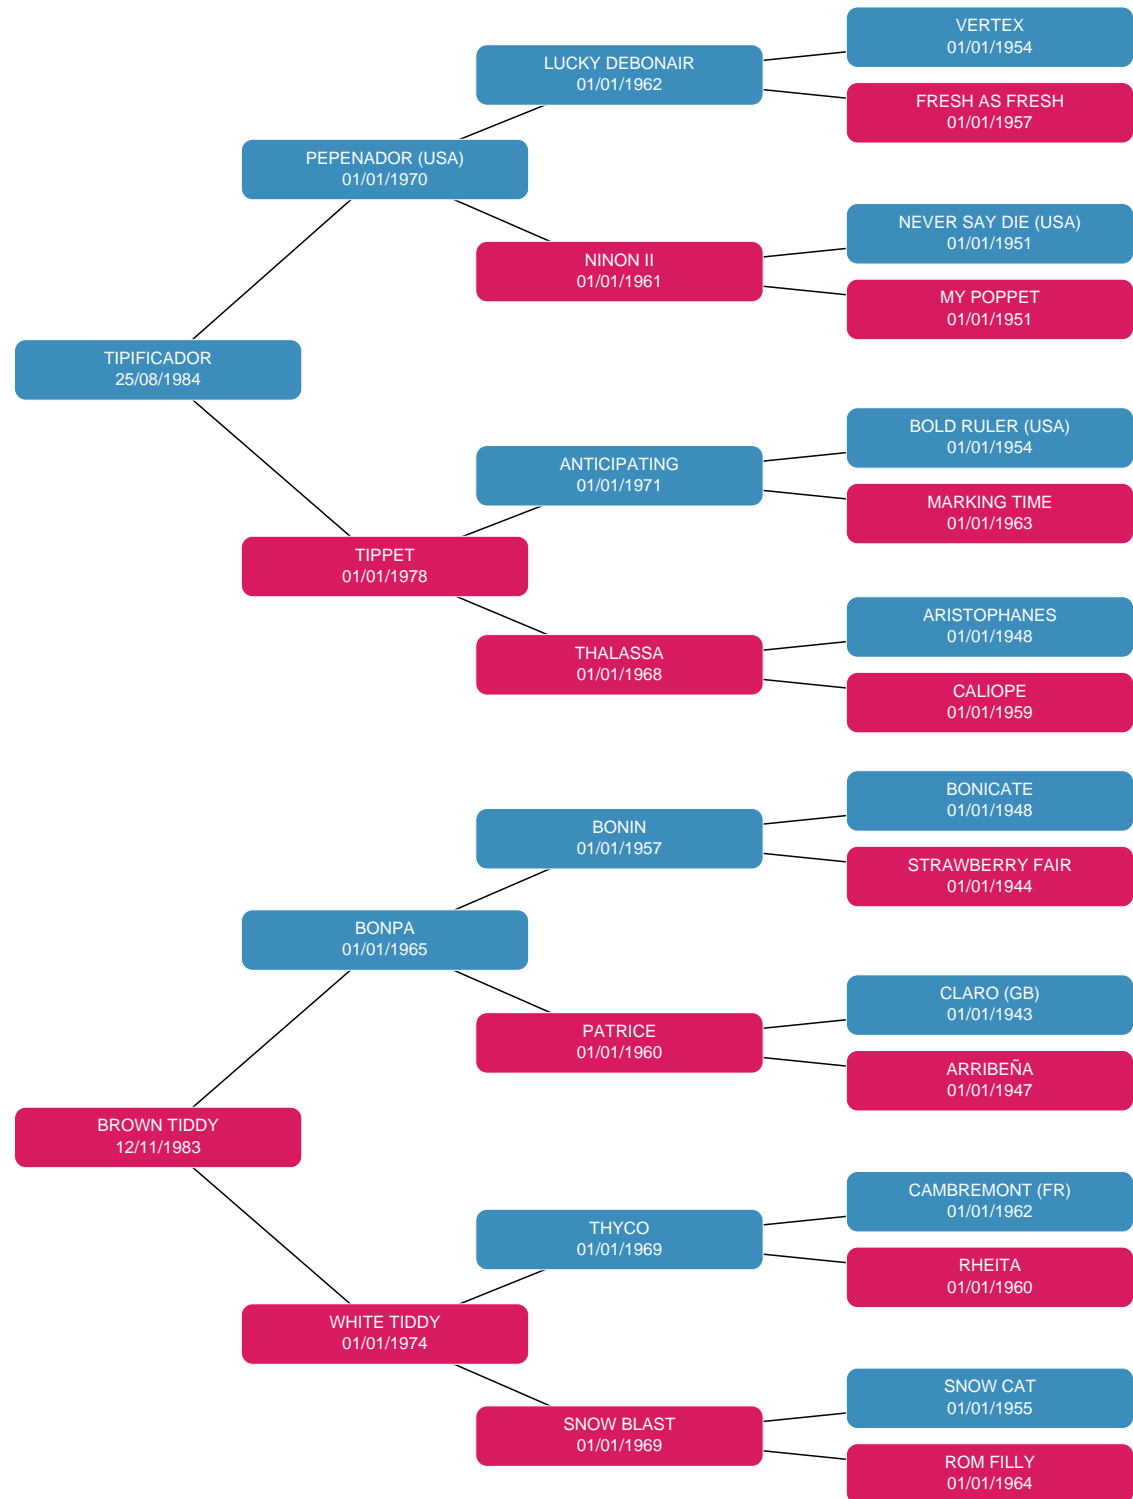 VERTEX
01/01/1954
LUCKY DEBONAIR
01/01/1962
FRESH AS FRESH
01/01/1957
PEPENADOR (USA)
01/01/1970
NEVER SAY DIE (USA)
01/01/1951
NINON II
01/01/1961
MY POPPET
01/01/1951
TIPIFICADOR
25/08/1984
BOLD RULER (USA)
01/01/1954
ANTICIPATING
01/01/1971
MARKING TIME
01/01/1963
TIPPET
01/01/1978
ARISTOPHANES
01/01/1948
THALASSA
01/01/1968
CALIOPE
01/01/1959
BONICATE
01/01/1948
BONIN
01/01/1957
STRAWBERRY FAIR
01/01/1944
BONPA
01/01/1965
CLARO (GB)
01/01/1943
PATRICE
01/01/1960
ARRIBEÑA
01/01/1947
BROWN TIDDY
12/11/1983
CAMBREMONT (FR)
01/01/1962
THYCO
01/01/1969
RHEITA
01/01/1960
WHITE TIDDY
01/01/1974
SNOW CAT
01/01/1955
SNOW BLAST
01/01/1969
ROM FILLY
01/01/1964